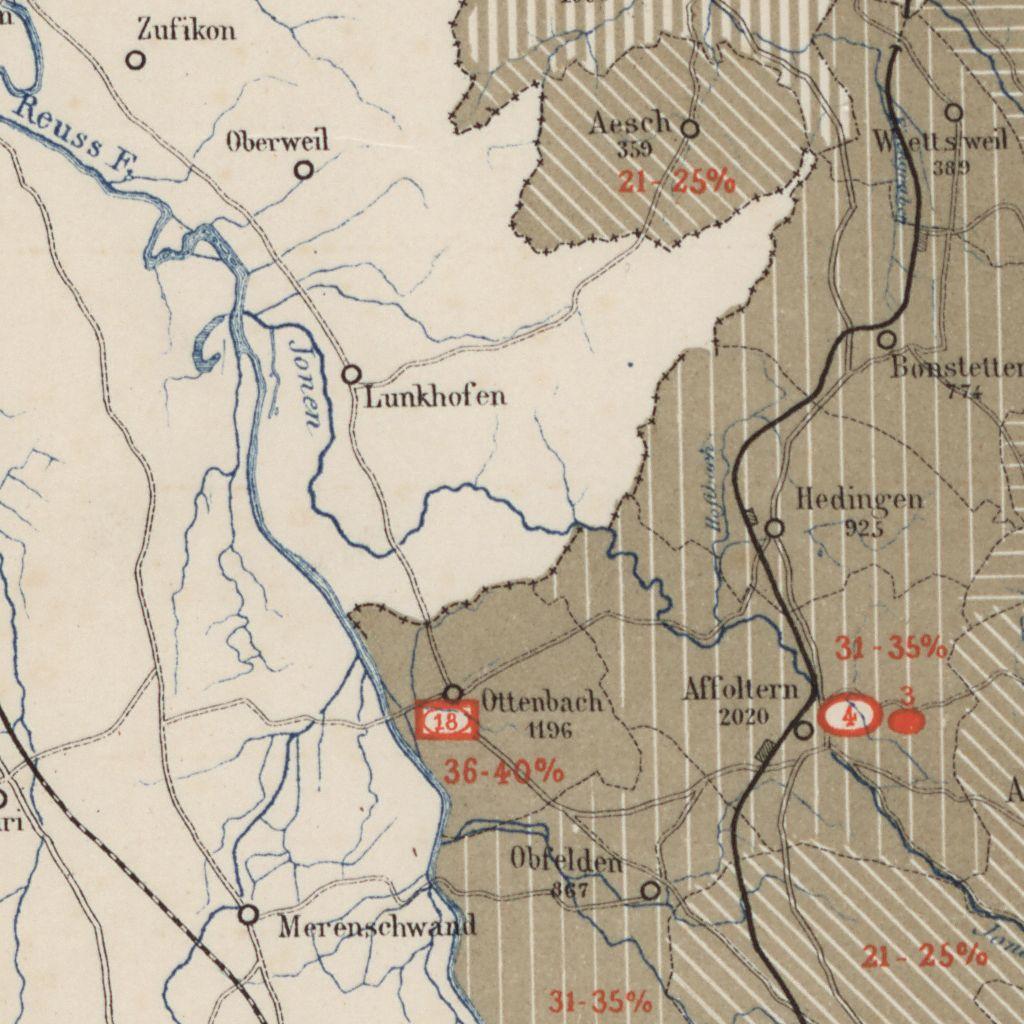 Zufikon
Reuss F.
Oberweil
Aesch
359
21-25%
389
Jonen
Lunkhofen
Bonstetten
774
Hedingen
925
31-35%
Affoltern
2020
4
3
Ottenbach
1196
18
36-40%
Obfelden
867
Merenschwand
21-25%
31-35%